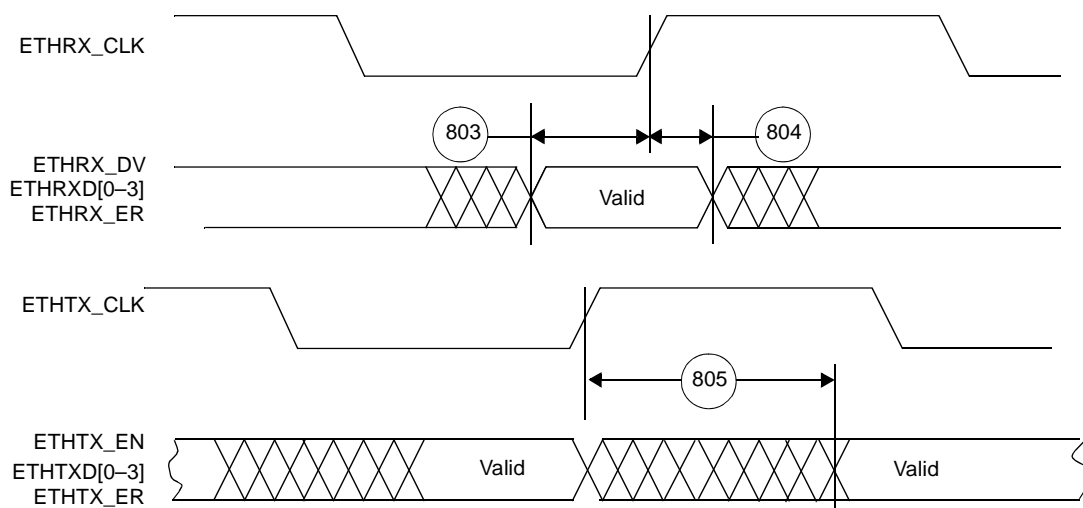 ETHRX_CLK
803
804
ETHRX_DV
ETHRXD[0–3]
ETHRX_ER
Valid
ETHTX_CLK
805
ETHTX_EN
ETHTXD[0–3]
ETHTX_ER
Valid
Valid